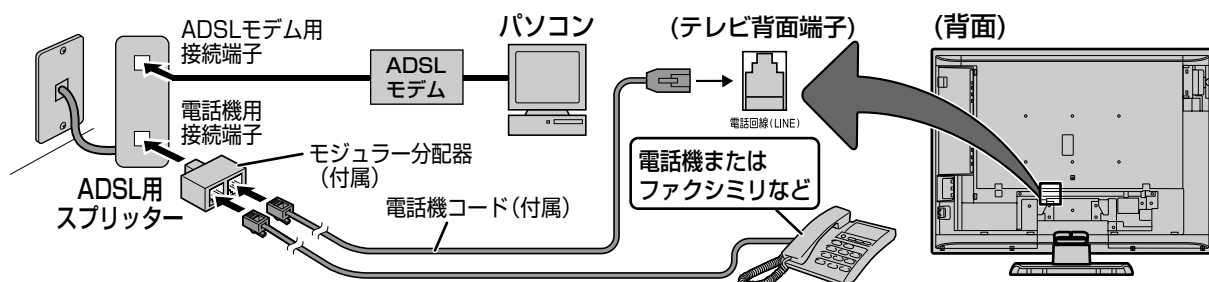 ADSLモデム用
接続端子
電話機用
接続端子
ADSL用
スプリッター
モジュラー分配器
(付属)
電話機コード(付属)
ADSL
モデム
パソコン
(テレビ背面端子)
電話回線(LINE)
電話機または
ファクシミリなど
(背面)